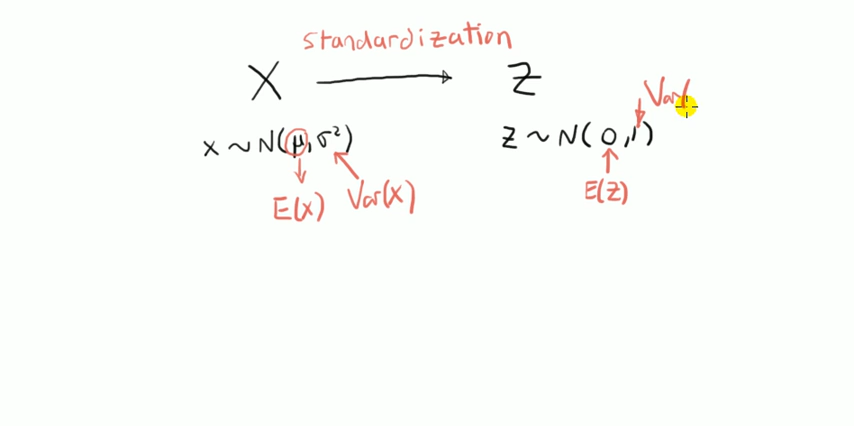 standardization
X → Z
Var(
X ~ N(μ, σ²) Z ~ N(0, 1)
E(X) Var(X) E(Z)